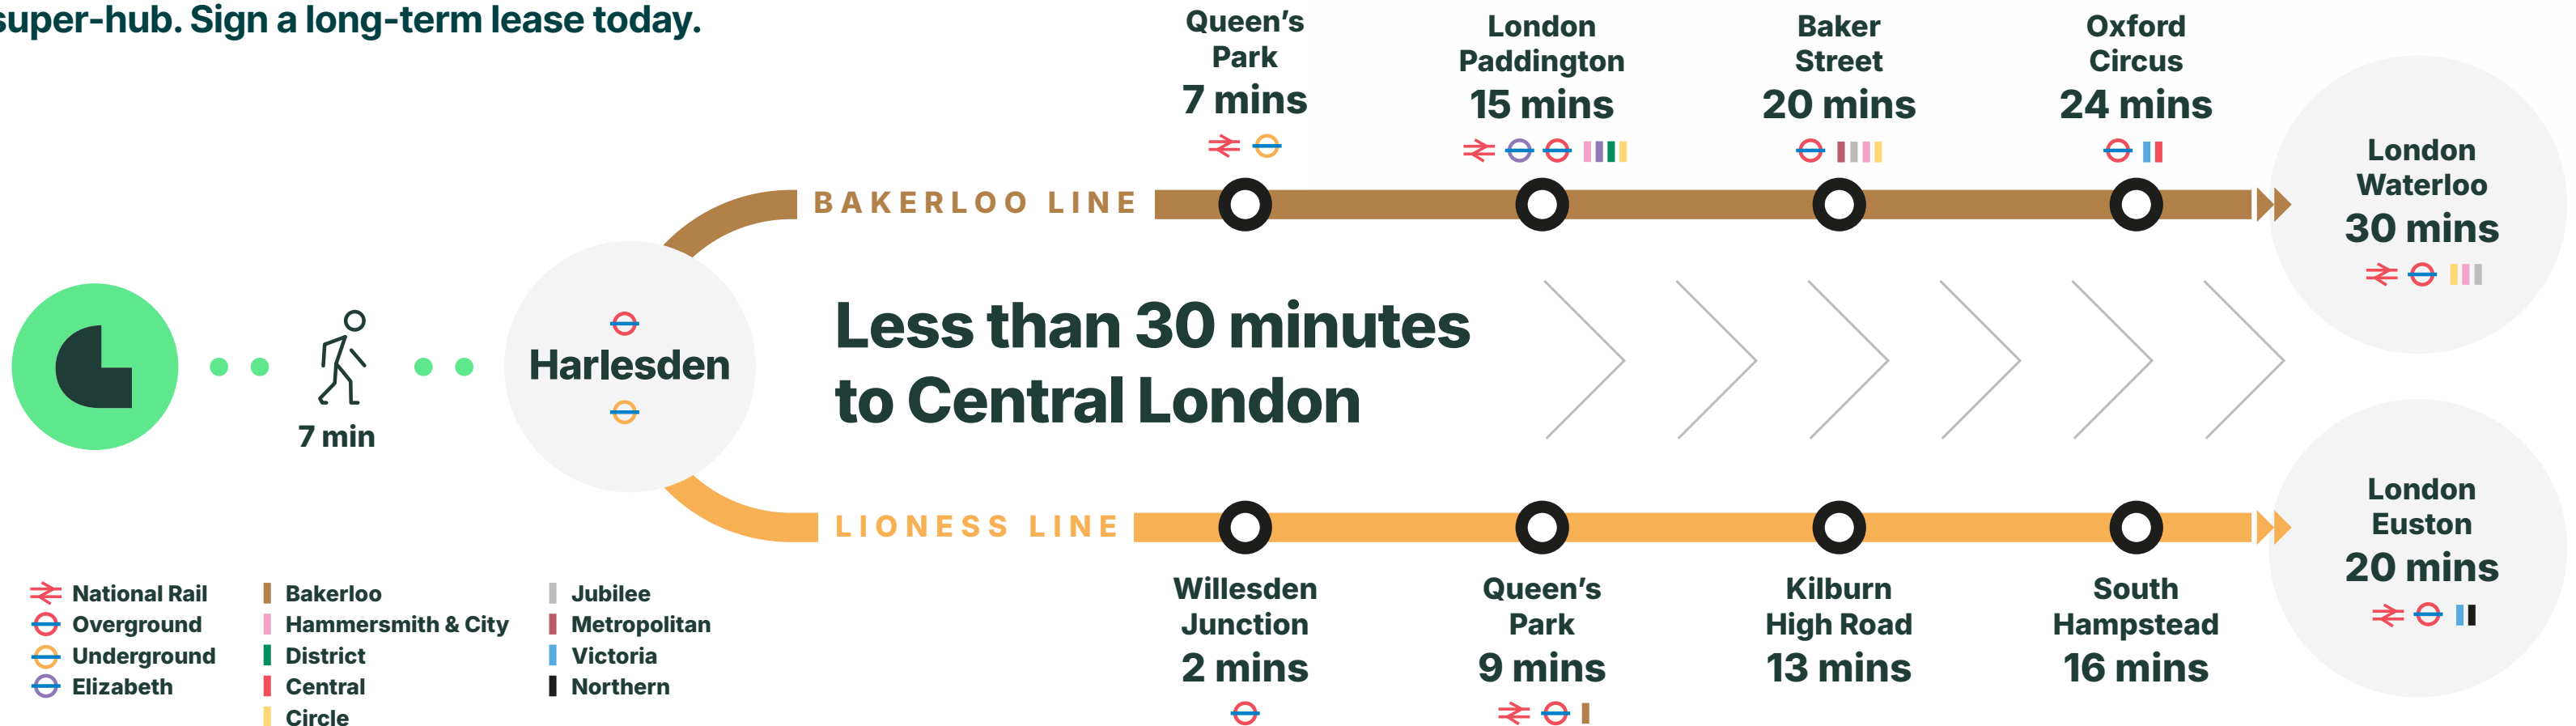 super-hub. Sign a long-term lease today.
Queen’s
Park
7 mins
London
Paddington
15 mins
Baker
Street
20 mins
Oxford
Circus
24 mins
London
Waterloo
30 mins
BAKERLOO LINE
Harlesden
7 min
Less than 30 minutes
to Central London
LIONESS LINE
Willesden
Junction
2 mins
Queen’s
Park
9 mins
Kilburn
High Road
13 mins
South
Hampstead
16 mins
London
Euston
20 mins
National Rail
Overground
Underground
Elizabeth
Bakerloo
Hammersmith & City
District
Central
Circle
Jubilee
Metropolitan
Victoria
Northern